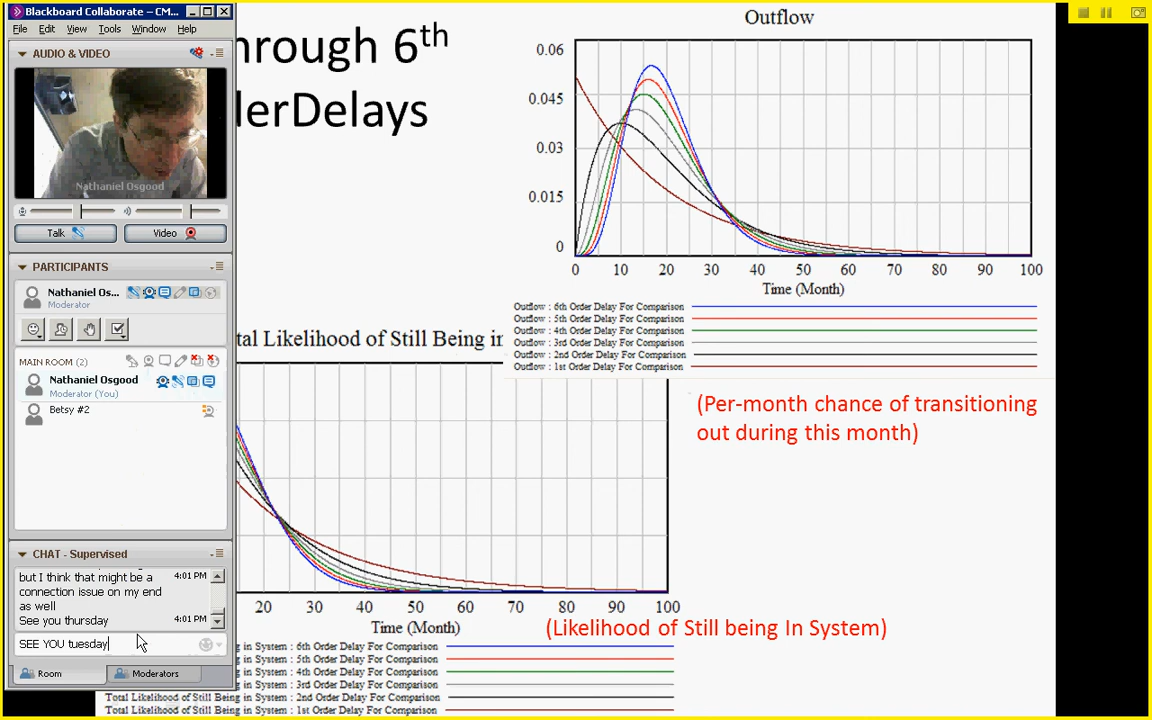 Blackboard Collaborate – CM...
File Edit View Tools Window Help
AUDIO & VIDEO
Nathaniel Osgood
Talk
Video
PARTICIPANTS
Nathaniel Os...
Moderator
MAIN ROOM (2)
Nathaniel Osgood
Moderator (You)
Betsy #2
CHAT - Supervised
but I think that might be a 4:01 PM
connection issue on my end
as well
See you thursday 4:01 PM
SEE YOU tuesday
Room
Moderators
hrough 6th
lerDelays
Outflow
0.06
0.045
0.03
0.015
0
0 10 20 30 40 50 60 70 80 90 100
Time (Month)
Outflow : 6th Order Delay For Comparison
Outflow : 5th Order Delay For Comparison
Outflow : 4th Order Delay For Comparison
Outflow : 3rd Order Delay For Comparison
Outflow : 2nd Order Delay For Comparison
Outflow : 1st Order Delay For Comparison
(Per-month chance of transitioning
out during this month)
tal Likelihood of Still Being in
20 30 40 50 60 70 80 90 100
Time (Month)
(Likelihood of Still being In System)
g in System : 6th Order Delay For Comparison
g in System : 5th Order Delay For Comparison
g in System : 4th Order Delay For Comparison
g in System : 3rd Order Delay For Comparison
Total Likelihood of Still Being in System : 2nd Order Delay For Comparison
Total Likelihood of Still Being in System : 1st Order Delay For Comparison